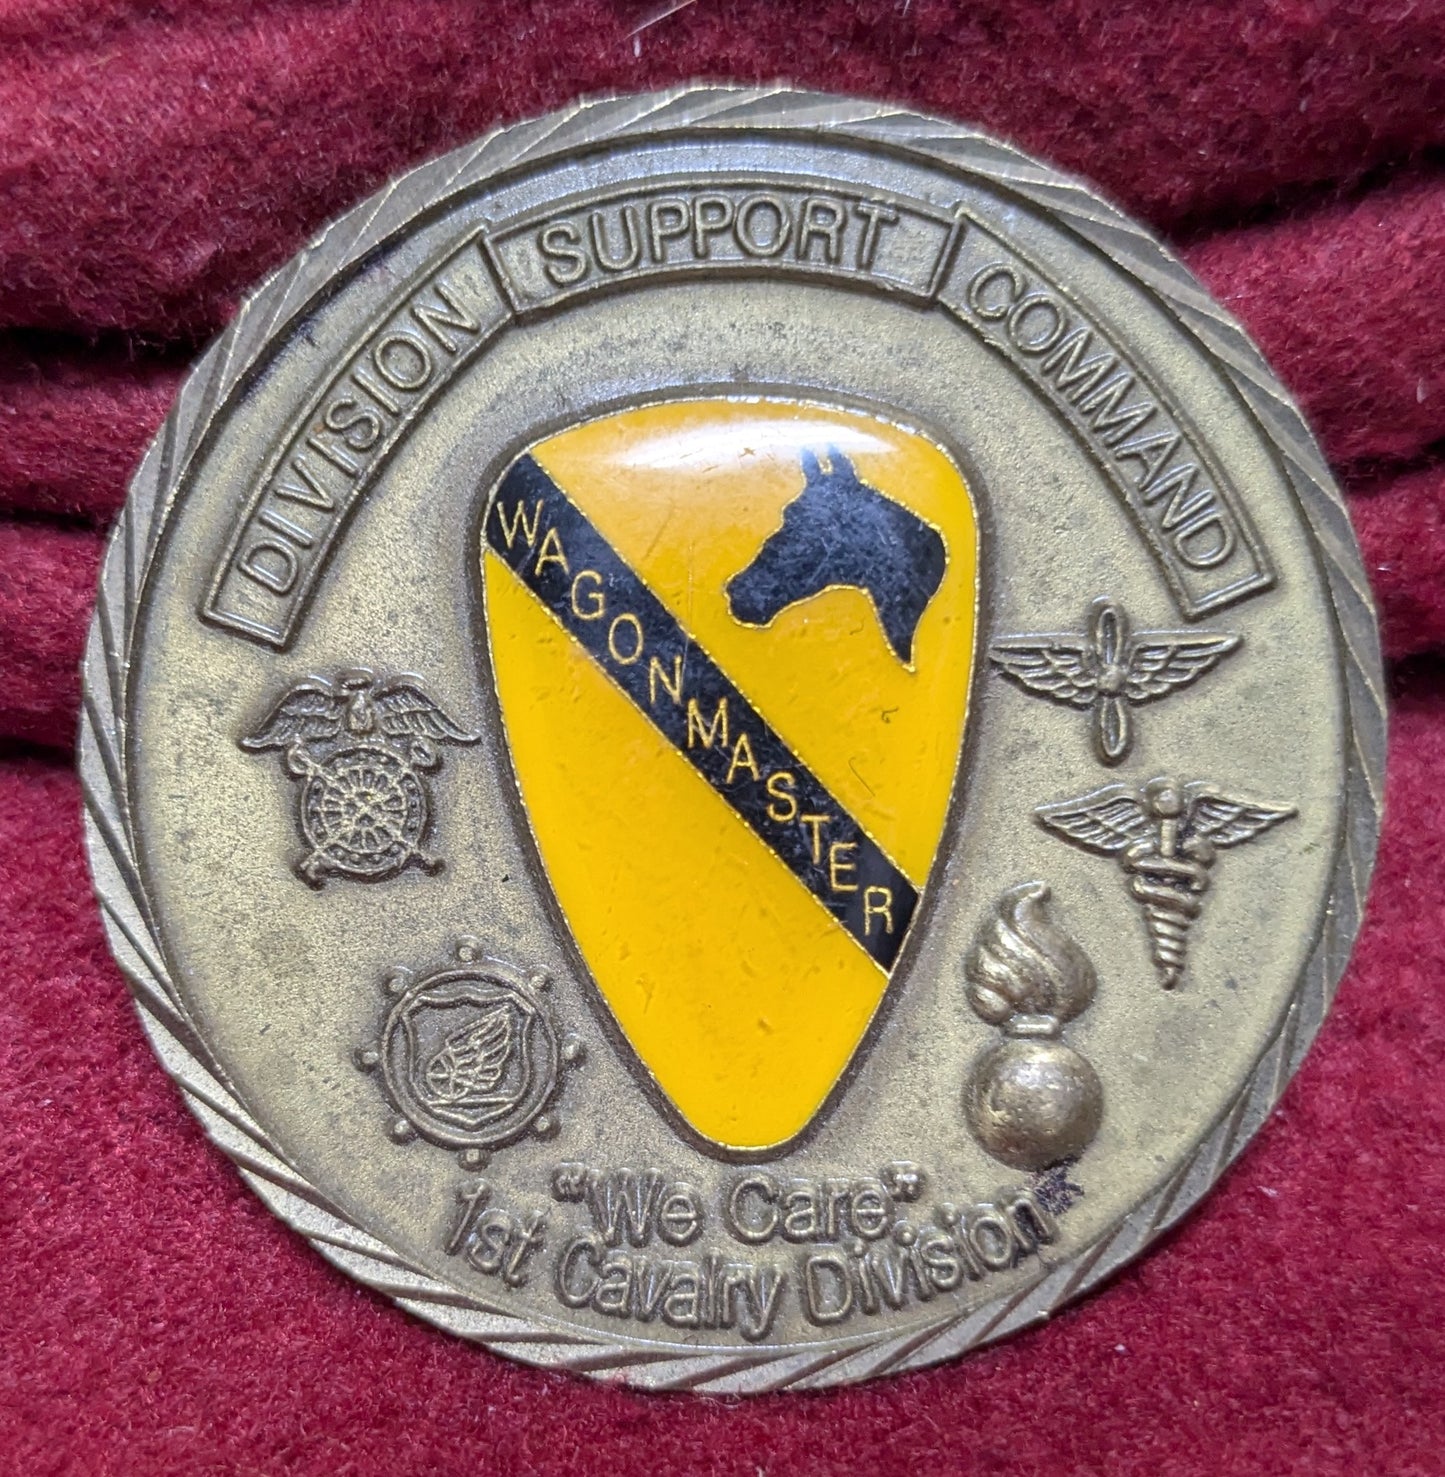 DIVISION SUPPORT COMMAND
WAGONMASTER
"We Care"
1st Cavalry Division